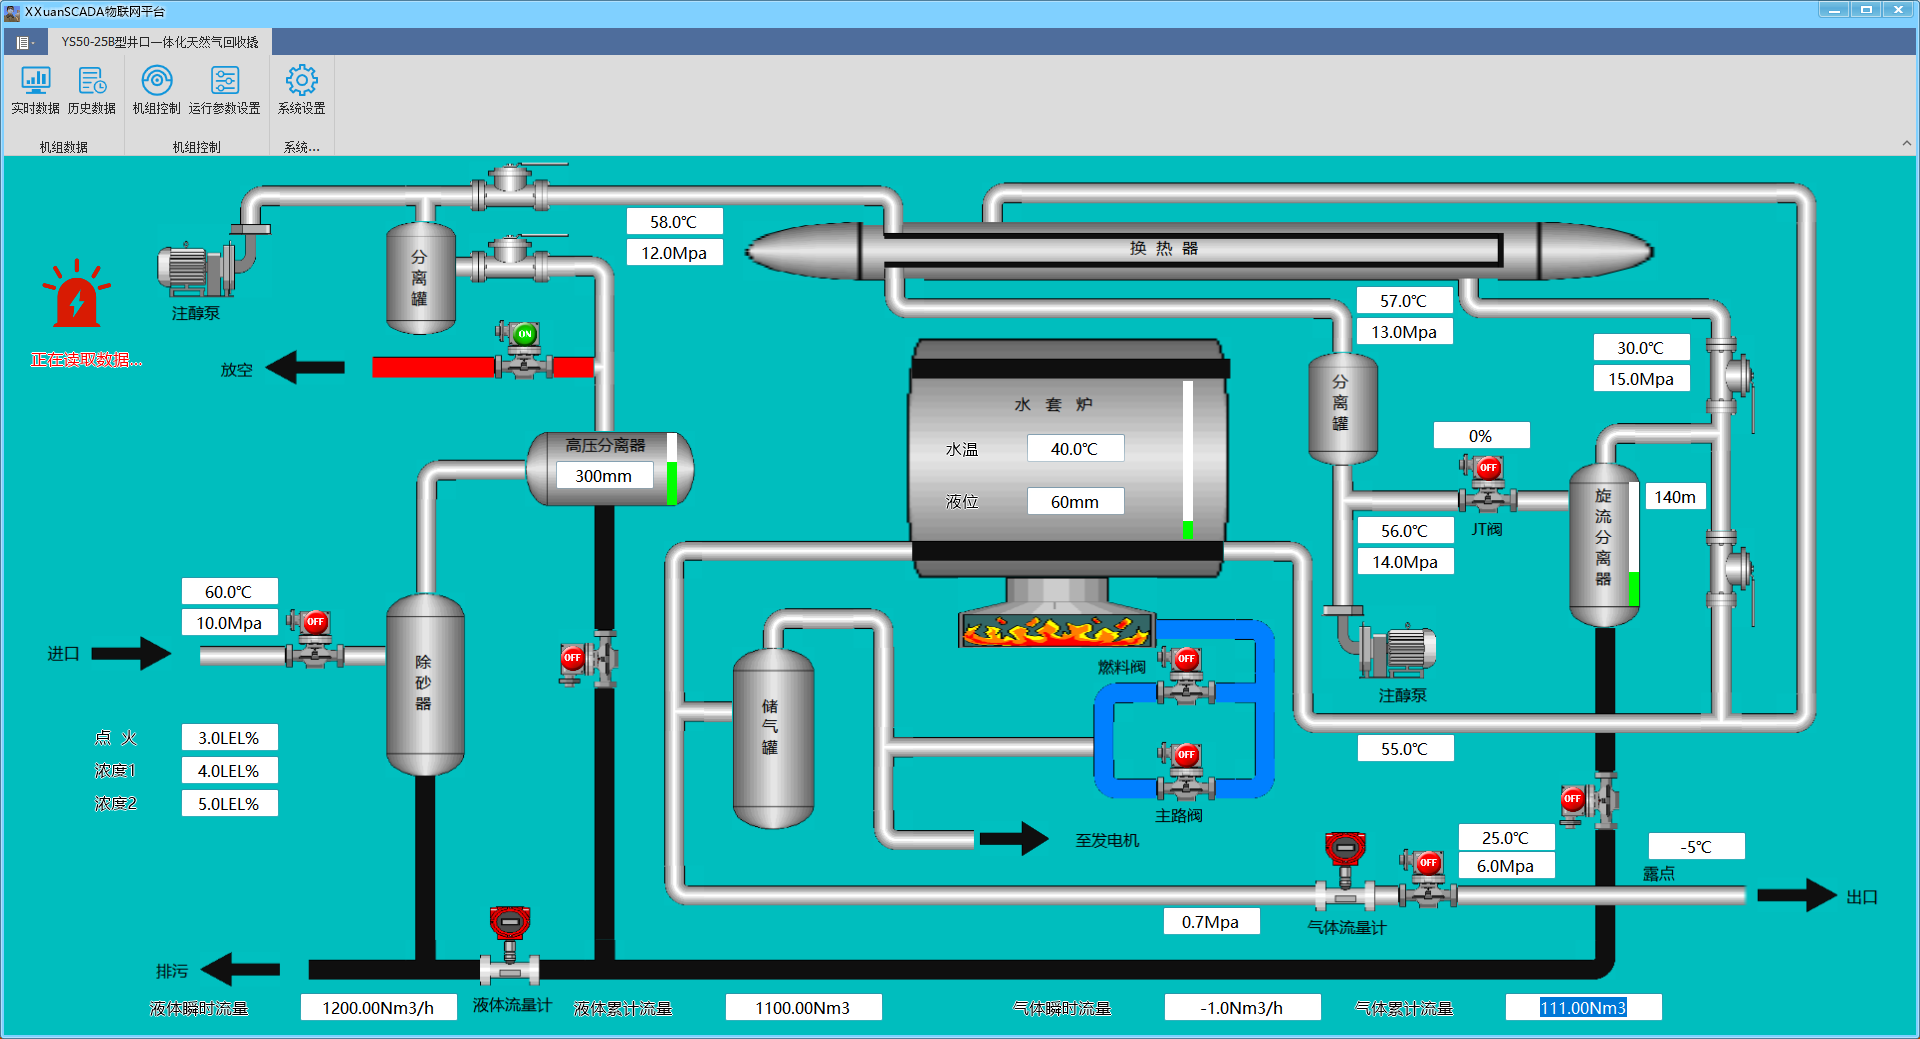 XXuanSCADA物联网平台
YS50-25B型井口一体化天然气回收撬
实时数据 历史数据 机组控制 运行参数设置 系统设置
机组数据 机组控制 系统...
58.0℃
12.0Mpa
分离罐
换 热 器
注醇泵
57.0℃
13.0Mpa
ON
30.0℃
15.0Mpa
正在读取数据...
放空
水 套 炉
分离罐
高压分离器
300mm
水温 40.0℃
0%
OFF
液位 60mm
旋流分离器
140m
56.0℃
14.0Mpa
JT阀
60.0℃
10.0Mpa
OFF
进口
除砂器
OFF
燃料阀
OFF
注醇泵
储气罐
点 火 3.0LEL%
浓度1 4.0LEL%
浓度2 5.0LEL%
55.0℃
OFF
主路阀
OFF
至发电机
25.0℃
6.0Mpa
OFF
-5℃
露点
出口
0.7Mpa
气体流量计
排污
液体瞬时流量 1200.00Nm3/h 液体流量计 液体累计流量 1100.00Nm3 气体瞬时流量 -1.0Nm3/h 气体累计流量 111.00Nm3